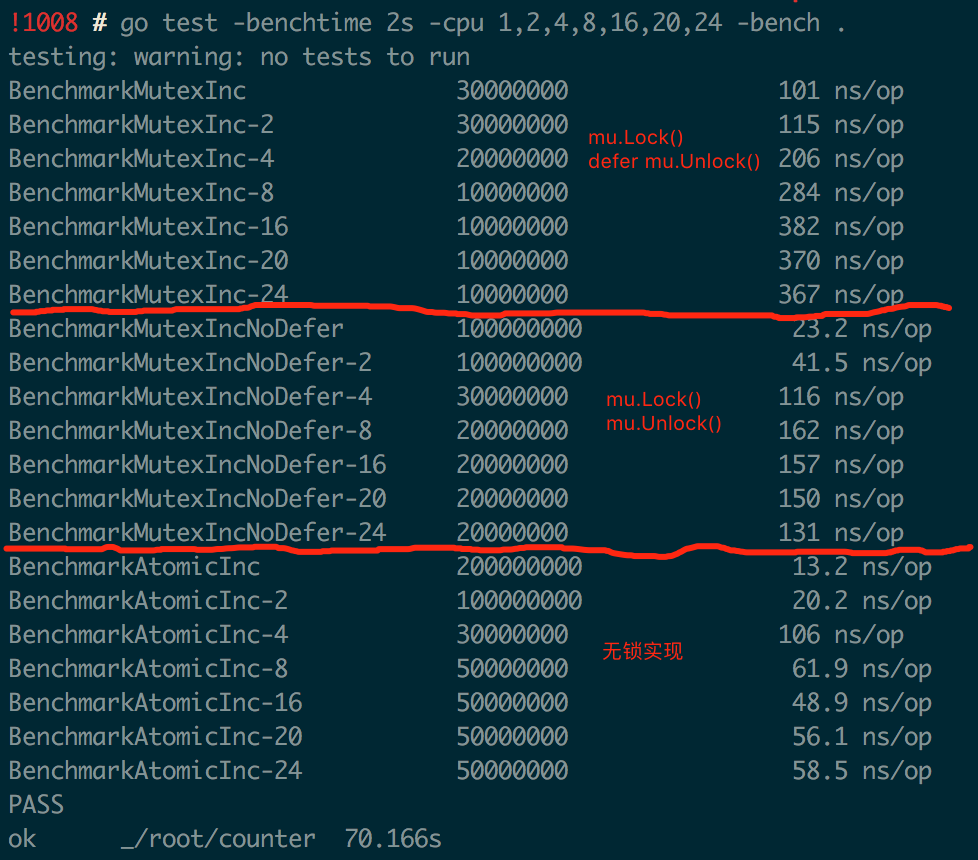 !1008 # go test -benchtime 2s -cpu 1,2,4,8,16,20,24 -bench .
testing: warning: no tests to run
BenchmarkMutexInc 30000000 101 ns/op
BenchmarkMutexInc-2 30000000 115 ns/op
mu.Lock()
BenchmarkMutexInc-4 20000000 206 ns/op
defer mu.Unlock()
BenchmarkMutexInc-8 10000000 284 ns/op
BenchmarkMutexInc-16 10000000 382 ns/op
BenchmarkMutexInc-20 10000000 370 ns/op
BenchmarkMutexInc-24 10000000 367 ns/op
BenchmarkMutexIncNoDefer 100000000 23.2 ns/op
BenchmarkMutexIncNoDefer-2 100000000 41.5 ns/op
BenchmarkMutexIncNoDefer-4 30000000 116 ns/op
mu.Lock()
mu.Unlock()
BenchmarkMutexIncNoDefer-8 20000000 162 ns/op
BenchmarkMutexIncNoDefer-16 20000000 157 ns/op
BenchmarkMutexIncNoDefer-20 20000000 150 ns/op
BenchmarkMutexIncNoDefer-24 20000000 131 ns/op
BenchmarkAtomicInc 200000000 13.2 ns/op
BenchmarkAtomicInc-2 100000000 20.2 ns/op
BenchmarkAtomicInc-4 30000000 106 ns/op
无锁实现
BenchmarkAtomicInc-8 50000000 61.9 ns/op
BenchmarkAtomicInc-16 50000000 48.9 ns/op
BenchmarkAtomicInc-20 50000000 56.1 ns/op
BenchmarkAtomicInc-24 50000000 58.5 ns/op
PASS
ok _/root/counter 70.166s